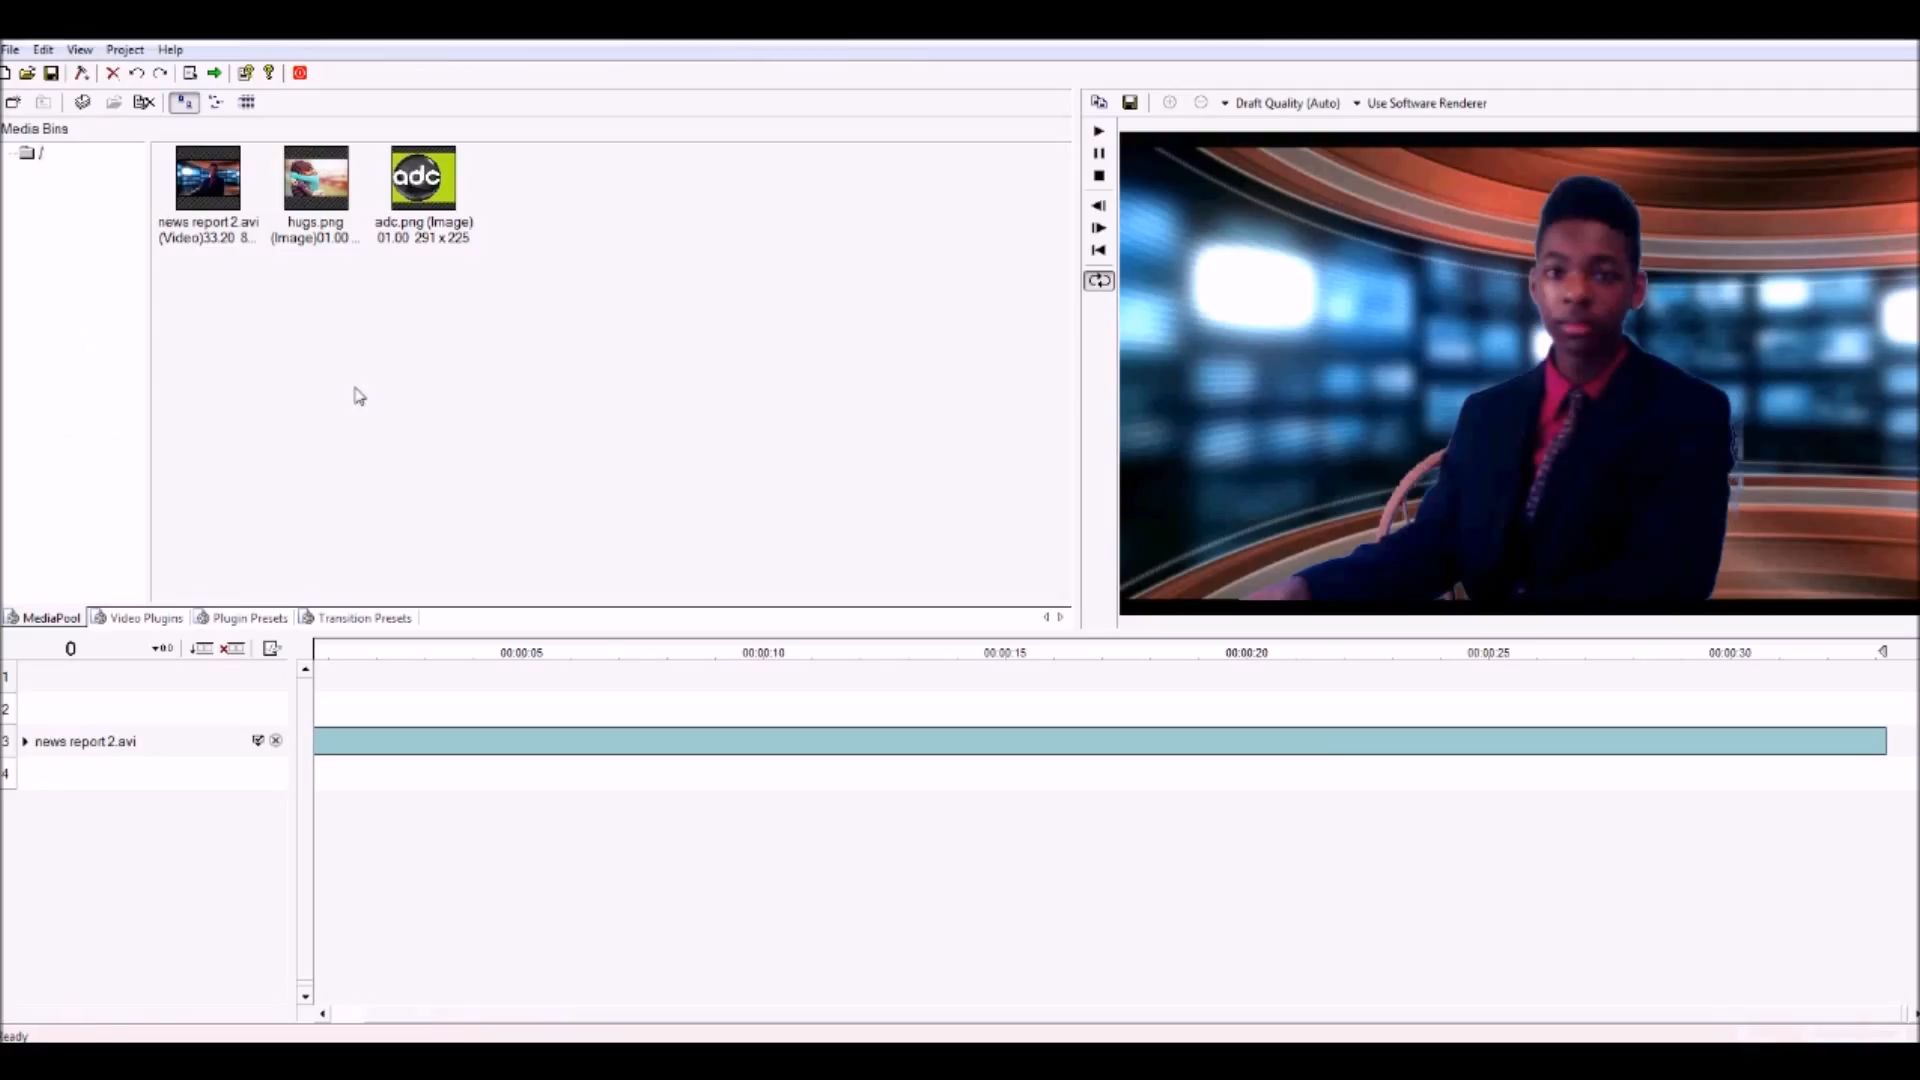 File Edit View Project Help
Draft Quality (Auto) Use Software Renderer
Media Bins
/
adc
news report 2.avi
(Video)33.20 8...
hugs.png
(Image)01.00 ...
adc.png (Image)
01.00 291 x 225
MediaPool Video Plugins Plugin Presets Transition Presets
0
00:00:05 00:00:10 00:00:15 00:00:20 00:00:25 00:00:30
1
2
3 news report 2.avi
4
eady